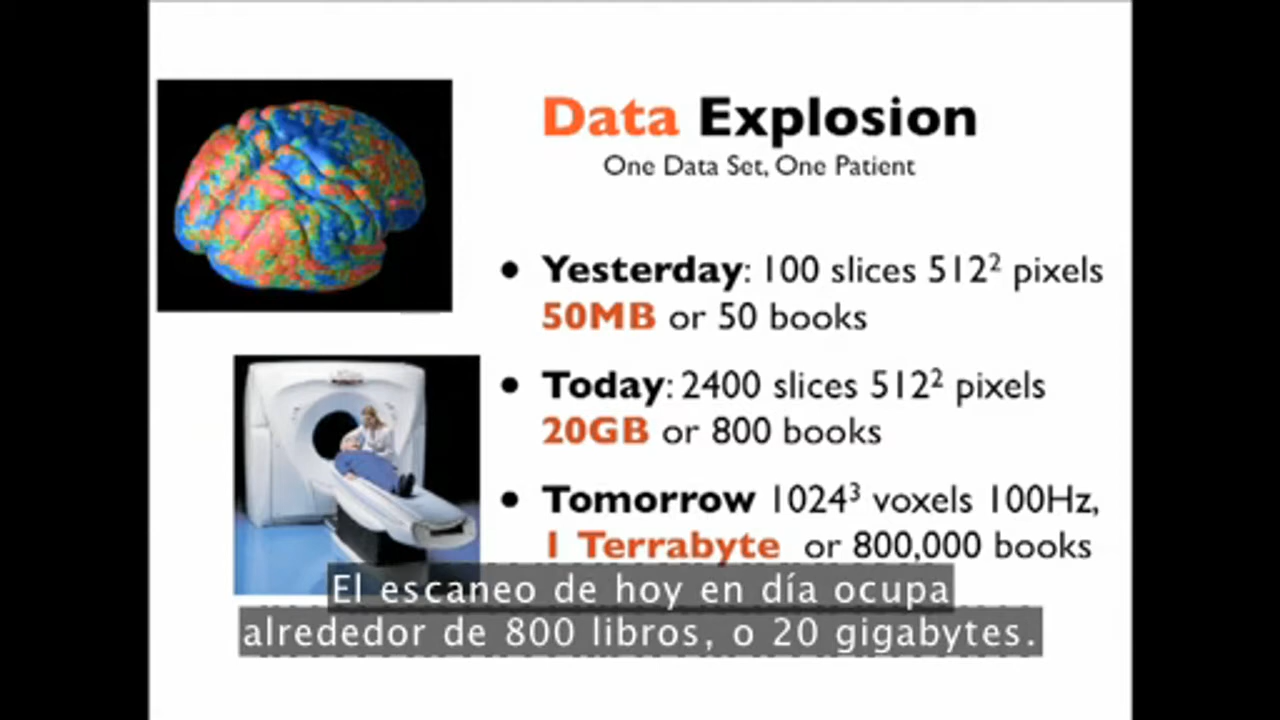 Data Explosion
One Data Set, One Patient
• Yesterday: 100 slices 512² pixels
50MB or 50 books
• Today: 2400 slices 512² pixels
20GB or 800 books
• Tomorrow 1024³ voxels 100Hz,
1 Terrabyte or 800,000 books
El escaneo de hoy en día ocupa
alrededor de 800 libros, o 20 gigabytes.